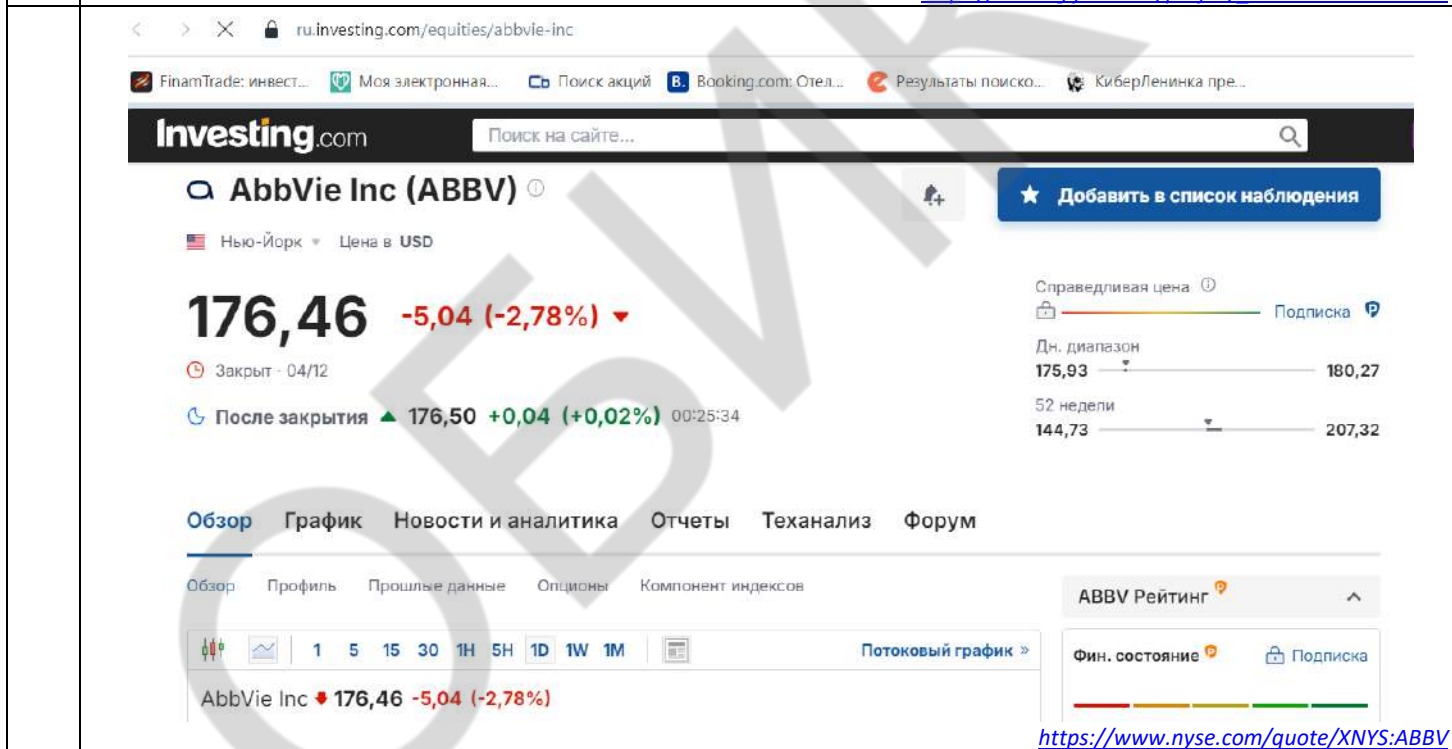 ru.investing.com/equities/abbvie-inc
FinamTrade: инвест... Моя электронная... Поиск акций Booking.com: Отел... Результаты поиско... КиберЛенинка пре...
Investing.com Поиск на сайте...
AbbVie Inc (ABBV) Добавить в список наблюдения
Нью-Йорк Цена в USD
Справедливая цена
176,46 -5,04 (-2,78%) Подписка
Дн. диапазон
Закрыт · 04/12 175,93 180,27
52 недели
После закрытия 176,50 +0,04 (+0,02%) 00:25:34
144,73 207,32
Обзор График Новости и аналитика Отчеты Теханализ Форум
Обзор Профиль Прошлые данные Опционы Компонент индексов
ABBV Рейтинг
1 5 15 30 1H 5H 1D 1W 1M Потоковый график »
Фин. состояние Подписка
AbbVie Inc 176,46 -5,04 (-2,78%)
https://www.nyse.com/quote/XNYS:ABBV